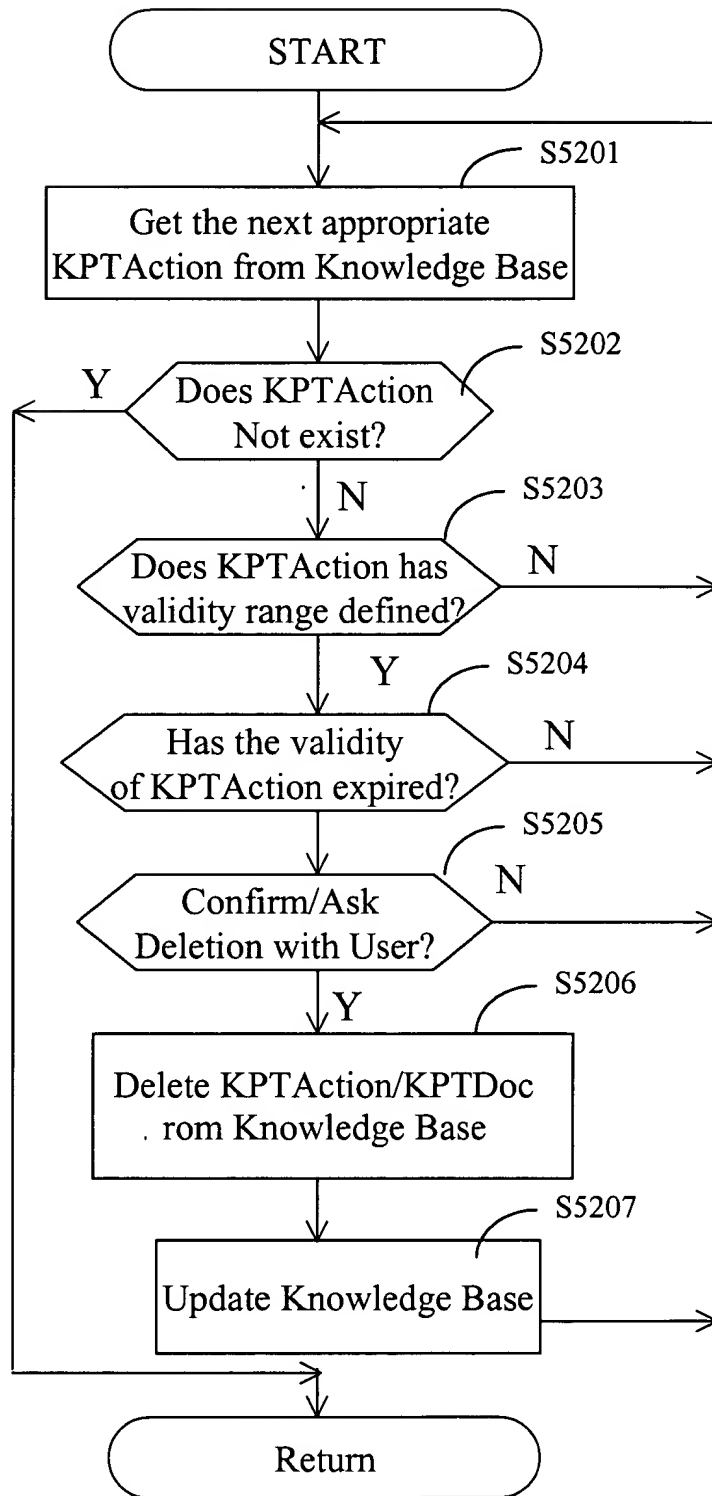 START
S5201
Get the next appropriate
KPTAction from Knowledge Base
S5202
Y
Does KPTAction
Not exist?
N
S5203
Does KPTAction has
validity range defined?
N
Y
S5204
Has the validity
of KPTAction expired?
N
S5205
Confirm/Ask
Deletion with User?
N
Y
S5206
Delete KPTAction/KPTDoc
rom Knowledge Base
S5207
Update Knowledge Base
Return